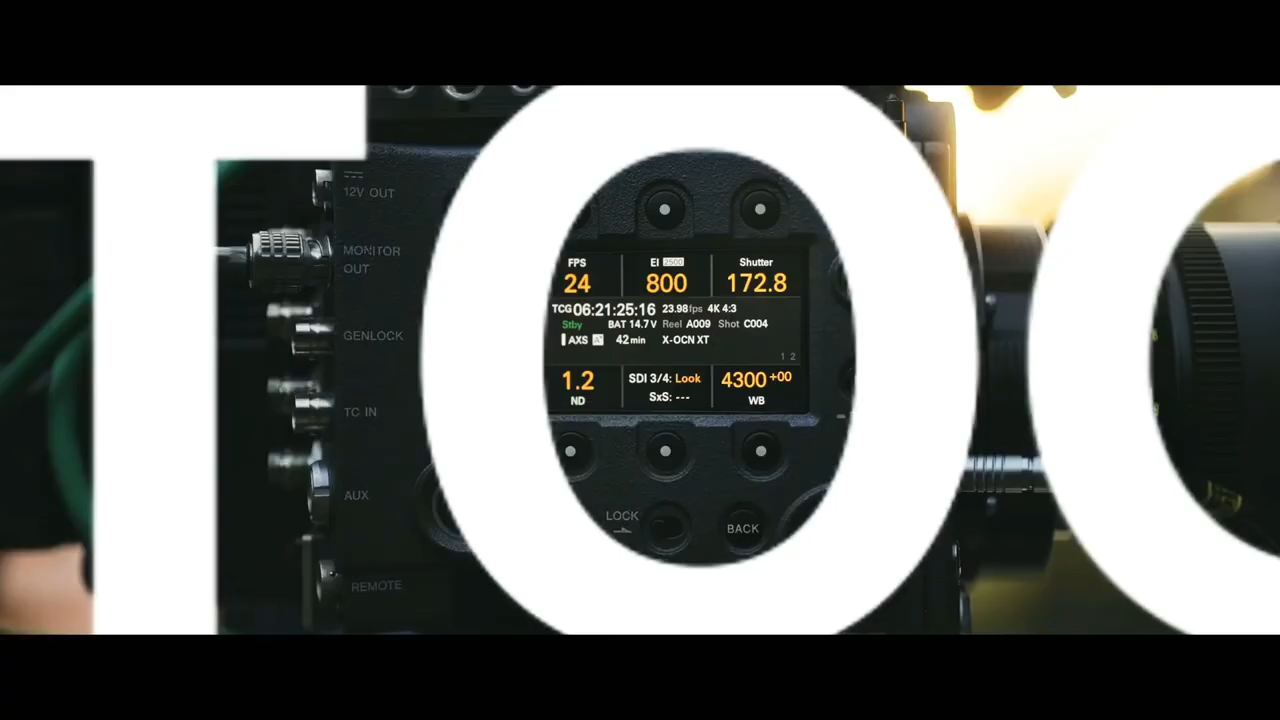 TO
12V OUT
MONITOR
OUT
GENLOCK
TC IN
AUX
REMOTE
FPS EI 2500 Shutter
24 800 172.8
TCG 06:21:25:16 23.98fps 4K 4:3
Stby BAT 14.7V Reel A009 Shot C004
AXS A 42min X-OCN XT
1 2
1.2 SDI 3/4: Look 4300+00
ND SxS: --- WB
LOCK
BACK